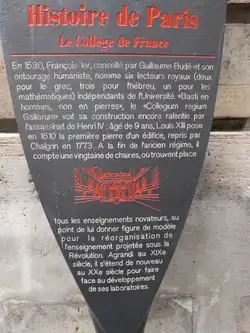 Histoire de Paris
Le Collège de France
En 1530, François Ier, conseillé par Guillaume Budé et son
entourage humaniste, nomme six lecteurs royaux (deux
pour le grec, trois pour l'hébreu, un pour les
mathématiques) indépendants de l'Université. «Basti en
hommes, non en pierres», le «Collegium regium
Galliarum» voit sa construction encore ralentie par
l'assassinat de Henri IV : âgé de 9 ans, Louis XIII pose
en 1610 la première pierre d'un édifice, repris par
Chalgrin en 1773. A la fin de l'ancien régime, il
compte une vingtaine de chaires, où trouvent place
tous les enseignements novateurs, au
point de lui donner figure de modèle
pour la réorganisation de
l'enseignement projetée sous la
Révolution. Agrandi au XIXe
siècle, il s'étend de nouveau
au XXe siècle pour faire
face au développement
de ses laboratoires.